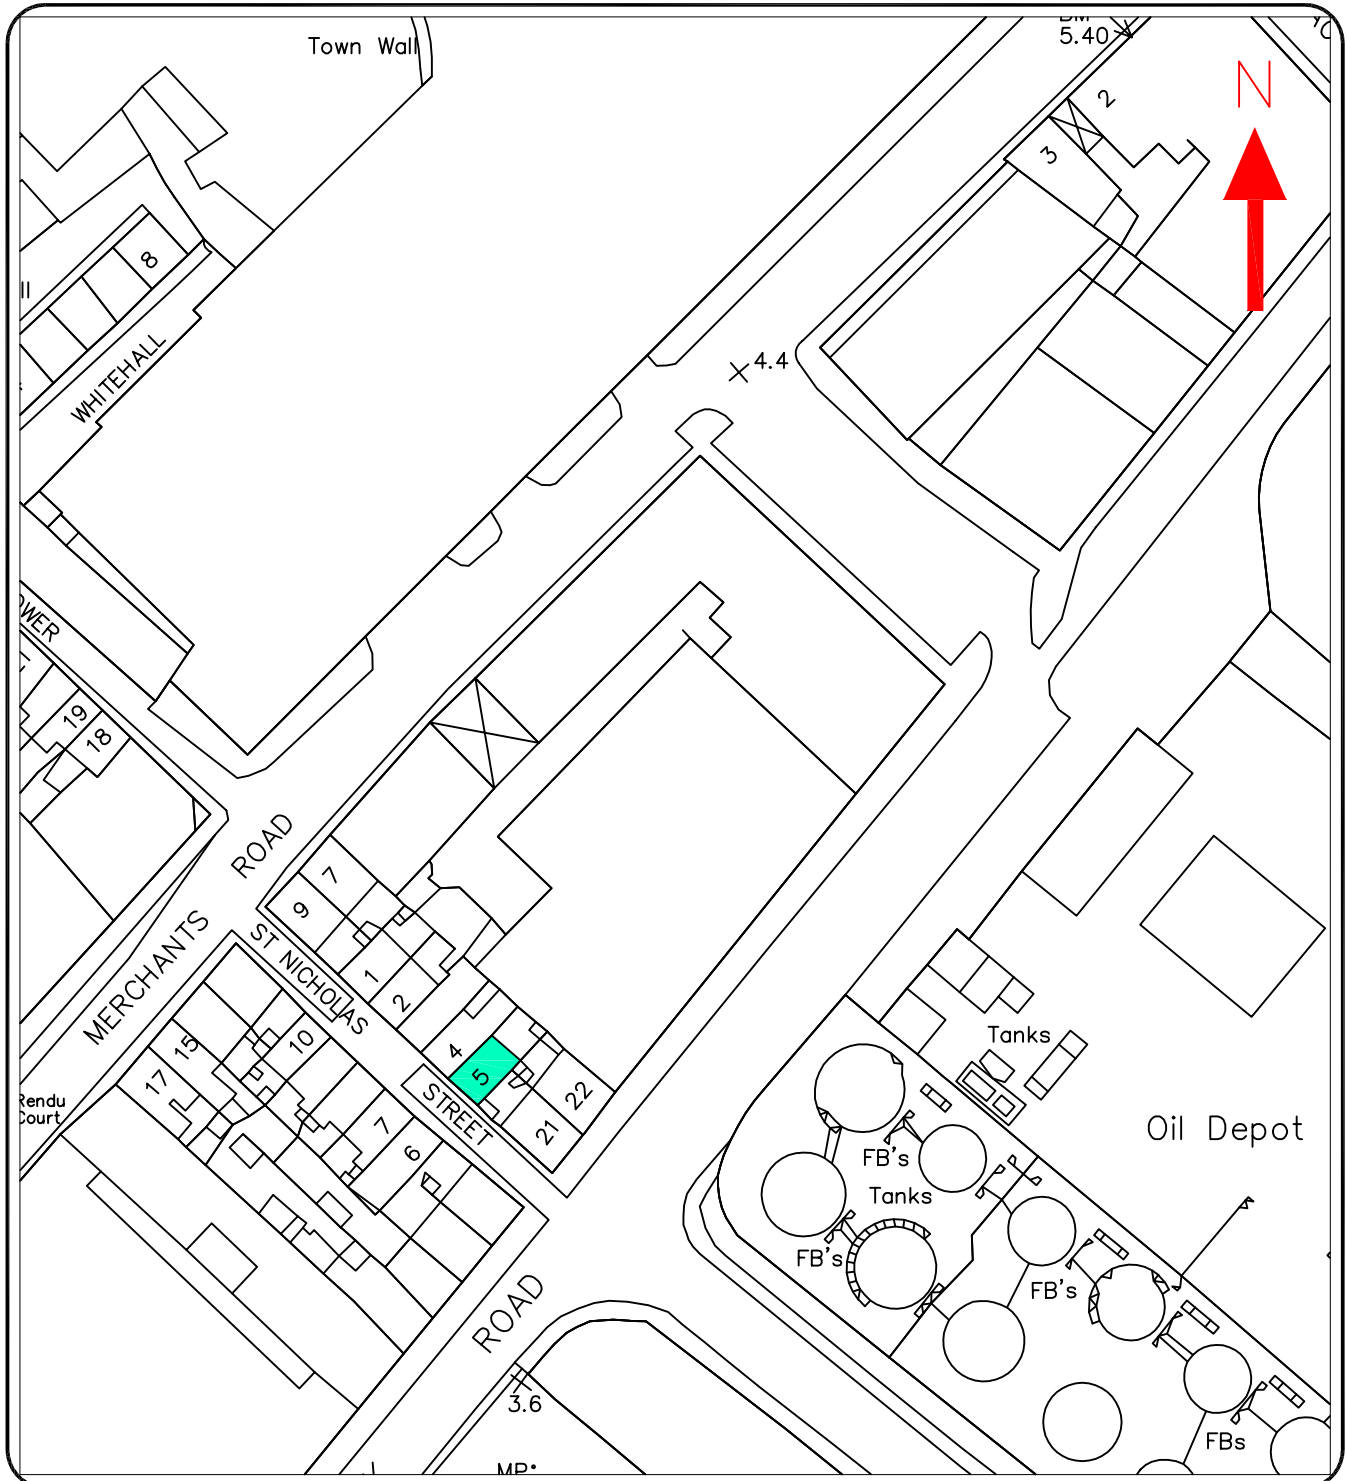 BM
5.40
Town Wall
N
2
3
8
WHITEHALL
4.4
19
18
ROAD
MERCHANTS
7
9
ST NICHOLAS
STREET
1
2
4
5
22
21
15
17
10
7
6
Rendu
Court
ROAD
3.6
Tanks
Oil Depot
FB's
Tanks
FB's
FB's
FBs